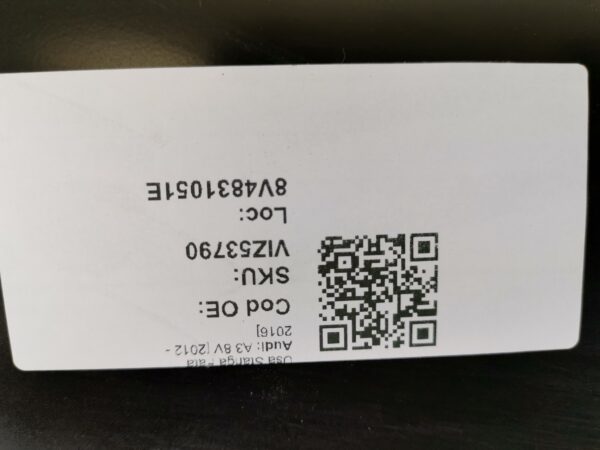 Usa Stanga Fata
Audi: A3 8V [2012 -
2016]
Cod OE:
SKU:
VIZ53790
Loc:
8V4831051E